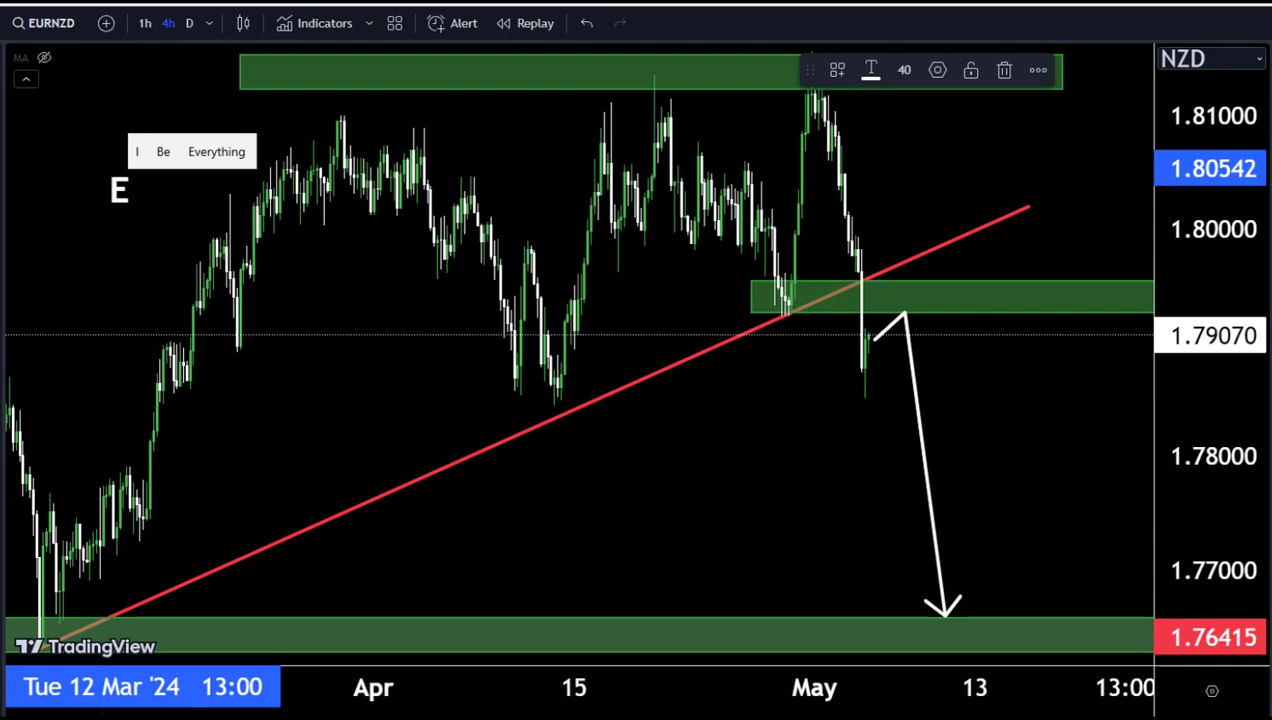 EURNZD 1h 4h D Indicators Alert Replay
MA
T 40
NZD
I Be Everything
E
1.81000
1.80542
1.80000
1.79070
1.78000
1.77000
1.76415
TradingView
Tue 12 Mar '24 13:00 Apr 15 May 13 13:00